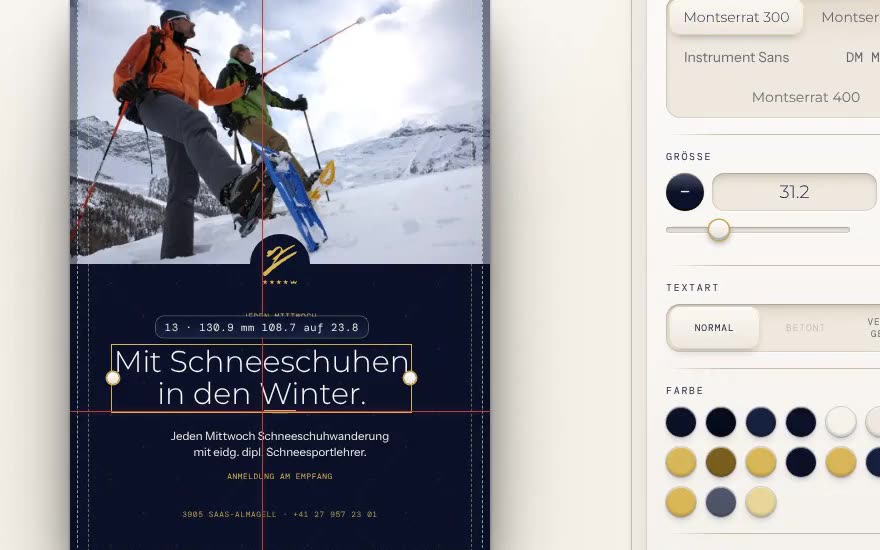 Montserrat 300
Instrument Sans
DM
Montserrat 400
GRÖSSE
−
31.2
TEXTART
NORMAL
BETONT
FARBE
JEDEN MITTWOCH
13 · 130.9 mm 108.7 auf 23.8
Mit Schneeschuhen
in den Winter.
Jeden Mittwoch Schneeschuhwanderung
mit eidg. dipl. Schneesportlehrer.
ANMELDUNG AM EMPFANG
3905 SAAS-ALMAGELL · +41 27 957 23 01